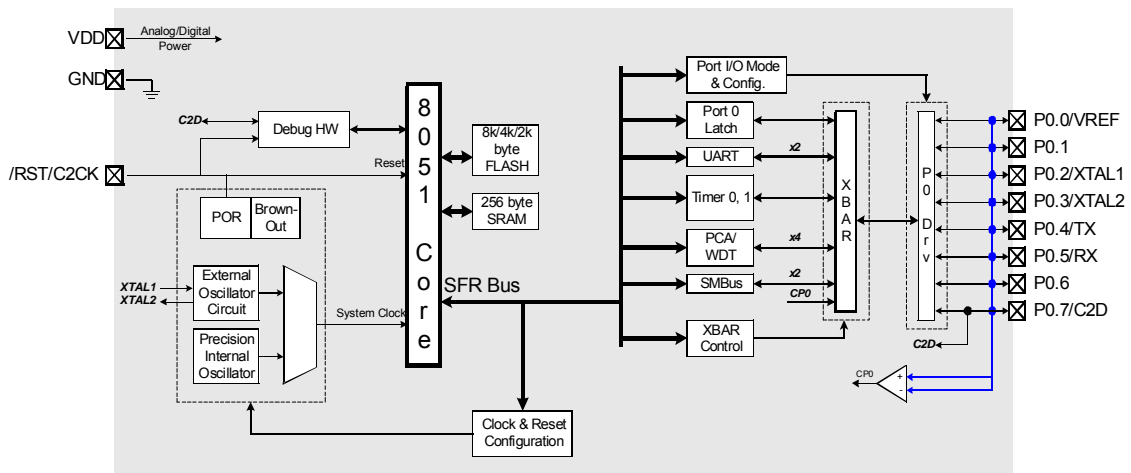 VDD
Analog/Digital
Power
GND
C2D
Debug HW
/RST/C2CK
Reset
POR
Brown-
Out
XTAL1
XTAL2
External
Oscillator
Circuit
Precision
Internal
Oscillator
System Clock
8
0
5
1
C
o
r
e
8k/4k/2k
byte
FLASH
256 byte
SRAM
SFR Bus
Clock & Reset
Configuration
Port I/O Mode
& Config.
Port 0
Latch
UART
x2
Timer 0, 1
PCA/
WDT
x4
SMBus
x2
CP0
XBAR
Control
X
B
A
R
P
0
D
r
v
P0.0/VREF
P0.1
P0.2/XTAL1
P0.3/XTAL2
P0.4/TX
P0.5/RX
P0.6
P0.7/C2D
C2D
CP0
+
-